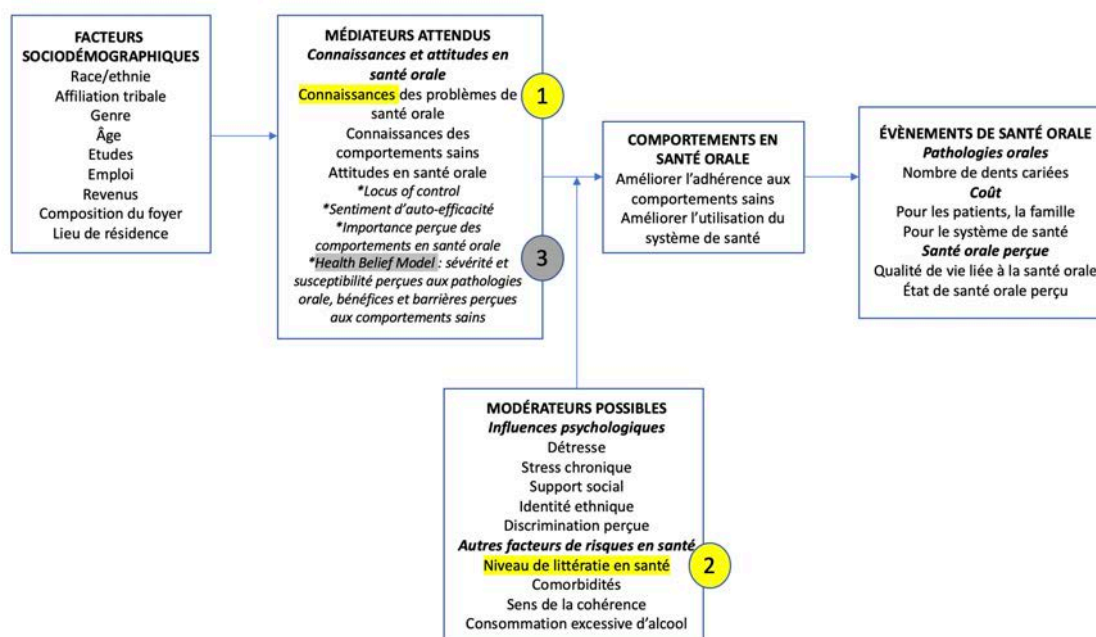 FACTEURS
SOCIODÉMOGRAPHIQUES
Race/ethnie
Affiliation tribale
Genre
Âge
Etudes
Emploi
Revenus
Composition du foyer
Lieu de résidence
MÉDIATEURS ATTENDUS
Connaissances et attitudes en
santé orale
Connaissances des problèmes de
santé orale
Connaissances des
comportements sains
Attitudes en santé orale
*Locus of control
*Sentiment d'auto-efficacité
*Importance perçue des
comportements en santé orale
*Health Belief Model : sévérité et
susceptibilité perçues aux pathologies
orale, bénéfices et barrières perçues
aux comportements sains
1
3
COMPORTEMENTS EN
SANTÉ ORALE
Améliorer l'adhérence aux
comportements sains
Améliorer l'utilisation du
système de santé
ÉVÈNEMENTS DE SANTÉ ORALE
Pathologies orales
Nombre de dents cariées
Coût
Pour les patients, la famille
Pour le système de santé
Santé orale perçue
Qualité de vie liée à la santé orale
État de santé orale perçu
MODÉRATEURS POSSIBLES
Influences psychologiques
Détresse
Stress chronique
Support social
Identité ethnique
Discrimination perçue
Autres facteurs de risques en santé
Niveau de littératie en santé
Comorbidités
Sens de la cohérence
Consommation excessive d'alcool
2